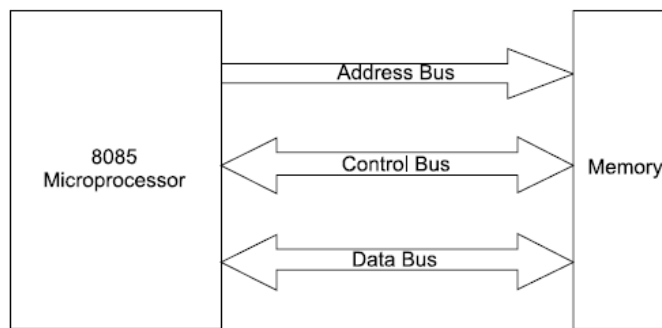 8085
Microprocessor
Address Bus
Control Bus
Data Bus
Memory